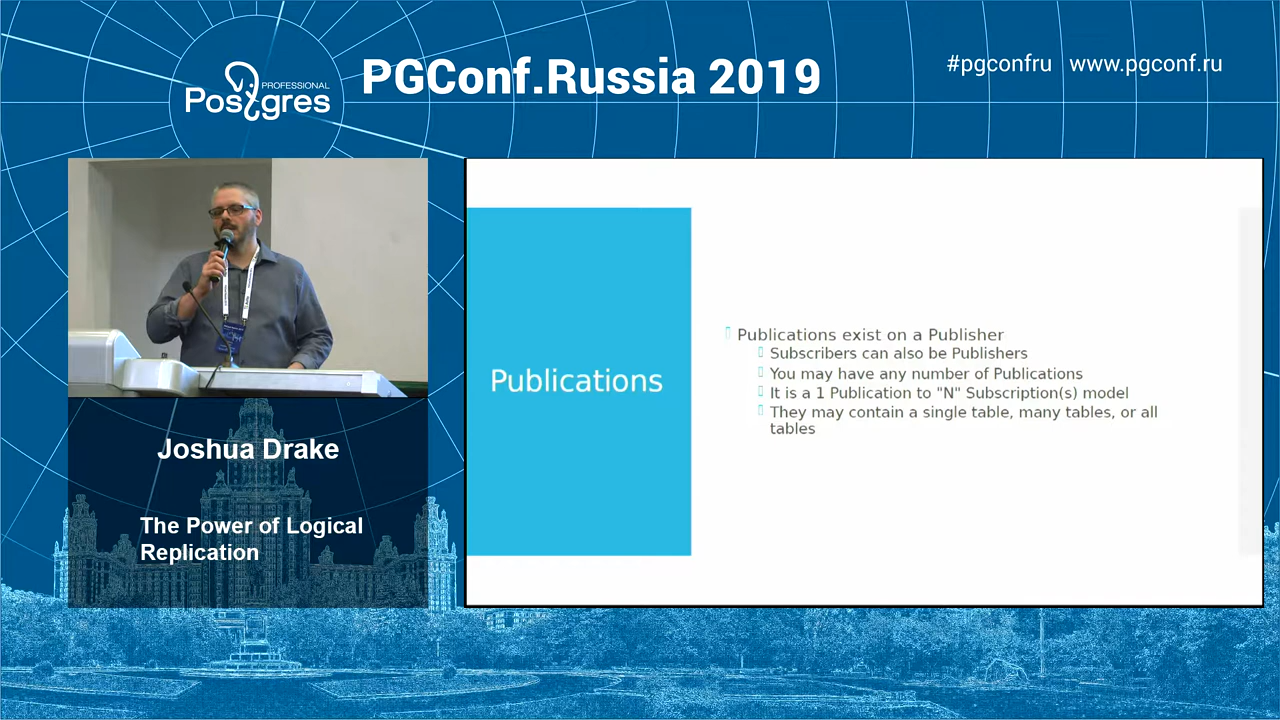 PROFESSIONAL
Postgres
PGConf.Russia 2019
#pgconfru www.pgconf.ru
Joshua Drake
The Power of Logical
Replication
Publications
Publications exist on a Publisher
Subscribers can also be Publishers
You may have any number of Publications
It is a 1 Publication to "N" Subscription(s) model
They may contain a single table, many tables, or all
tables